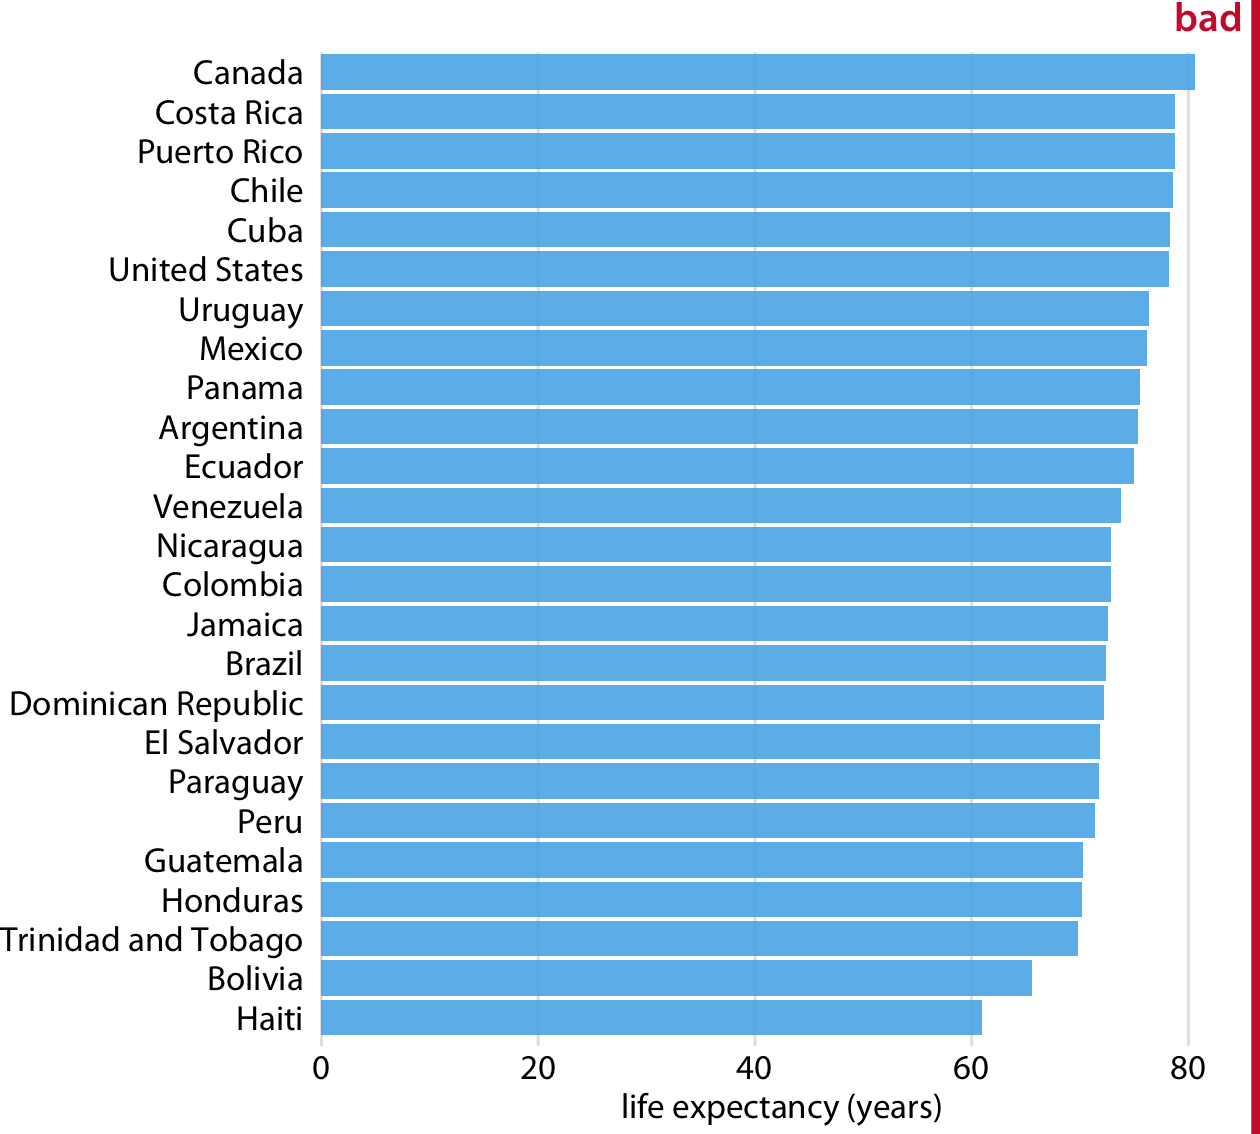 bad
Canada
Costa Rica
Puerto Rico
Chile
Cuba
United States
Uruguay
Mexico
Panama
Argentina
Ecuador
Venezuela
Nicaragua
Colombia
Jamaica
Brazil
Dominican Republic
El Salvador
Paraguay
Peru
Guatemala
Honduras
Trinidad and Tobago
Bolivia
Haiti
0 20 40 60 80
life expectancy (years)